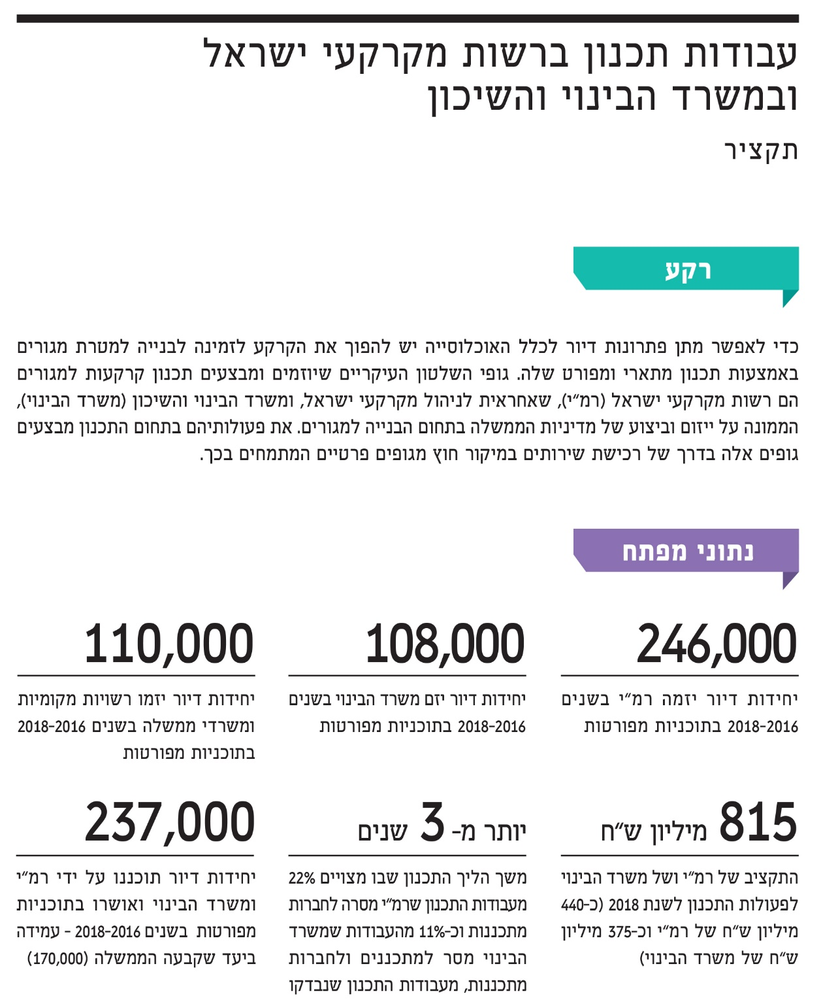 עבודות תכנון ברשות מקרקעי ישראל
ובמשרד הבינוי והשיכון
תקציר
רקע
כדי לאפשר מתן פתרונות דיור לכלל האוכלוסייה יש להפוך את הקרקע לזמינה לבנייה למטרת מגורים
באמצעות תכנון מתארי ומפורט שלה. גופי השלטון העיקריים שיוזמים ומבצעים תכנון קרקעות למגורים
הם רשות מקרקעי ישראל (רמ"י), שאחראית לניהול מקרקעי ישראל, ומשרד הבינוי והשיכון (משרד הבינוי),
הממונה על ייזום וביצוע של מדיניות הממשלה בתחום הבנייה למגורים. את פעולותיהם בתחום התכנון מבצעים
גופים אלה בדרך של רכישת שירותים במיקור חוץ מגופים פרטיים המתמחים בכך.
נתוני מפתח
246,000
יחידות דיור יזמה רמ"י בשנים
2018-2016 בתוכניות מפורטות
108,000
יחידות דיור יזם משרד הבינוי בשנים
2018-2016 בתוכניות מפורטות
110,000
יחידות דיור יזמו רשויות מקומיות
ומשרדי ממשלה בשנים 2018-2016
בתוכניות מפורטות
815 מיליון ש"ח
התקציב של רמ"י ושל משרד הבינוי
לפעולות התכנון לשנת 2018 (כ-440
מיליון ש"ח של רמ"י וכ-375 מיליון
ש"ח של משרד הבינוי)
יותר מ- 3 שנים
משך הליך התכנון שבו מצויים 22%
מעבודות התכנון שרמ"י מסרה לחברות
מתכננות וכ-11% מהעבודות שמשרד
הבינוי מסר למתכננים ולחברות
מתכננות, מעבודות התכנון שנבדקו
237,000
יחידות דיור תוכננו על ידי רמ"י
ומשרד הבינוי ואושרו בתוכניות
מפורטות בשנים 2018-2016 - עמידה
ביעד שקבעה הממשלה (170,000)